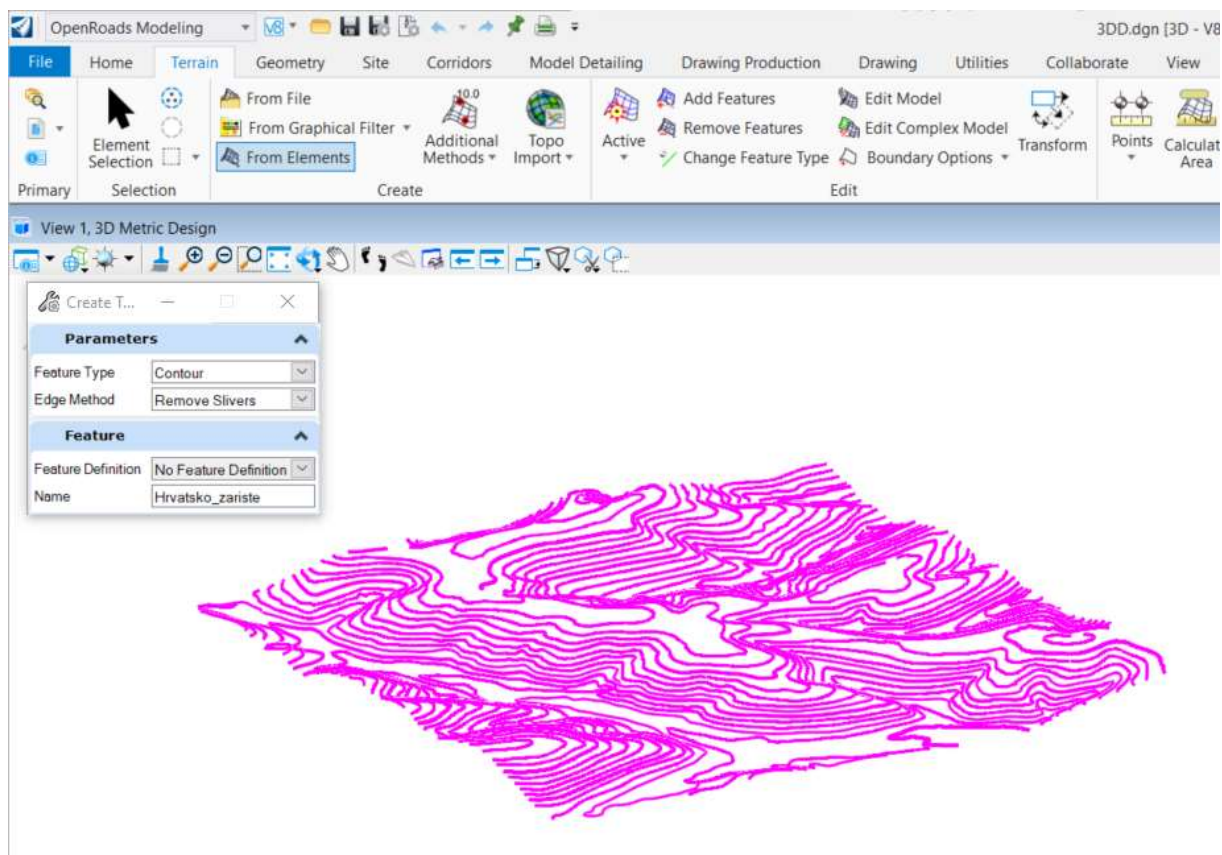 OpenRoads Modeling
V8
3DD.dgn [3D - V8
File Home Terrain Geometry Site Corridors Model Detailing Drawing Production Drawing Utilities Collaborate View
Element Selection
From File
From Graphical Filter
From Elements
10.0
Additional Methods
Topo Import
Active
Add Features
Remove Features
Change Feature Type
Edit Model
Edit Complex Model
Boundary Options
Transform
Points
Calculat
Area
Primary Selection Create Edit
View 1, 3D Metric Design
Create T...
Parameters
Feature Type Contour
Edge Method Remove Slivers
Feature
Feature Definition No Feature Definition
Name Hrvatsko_zariste